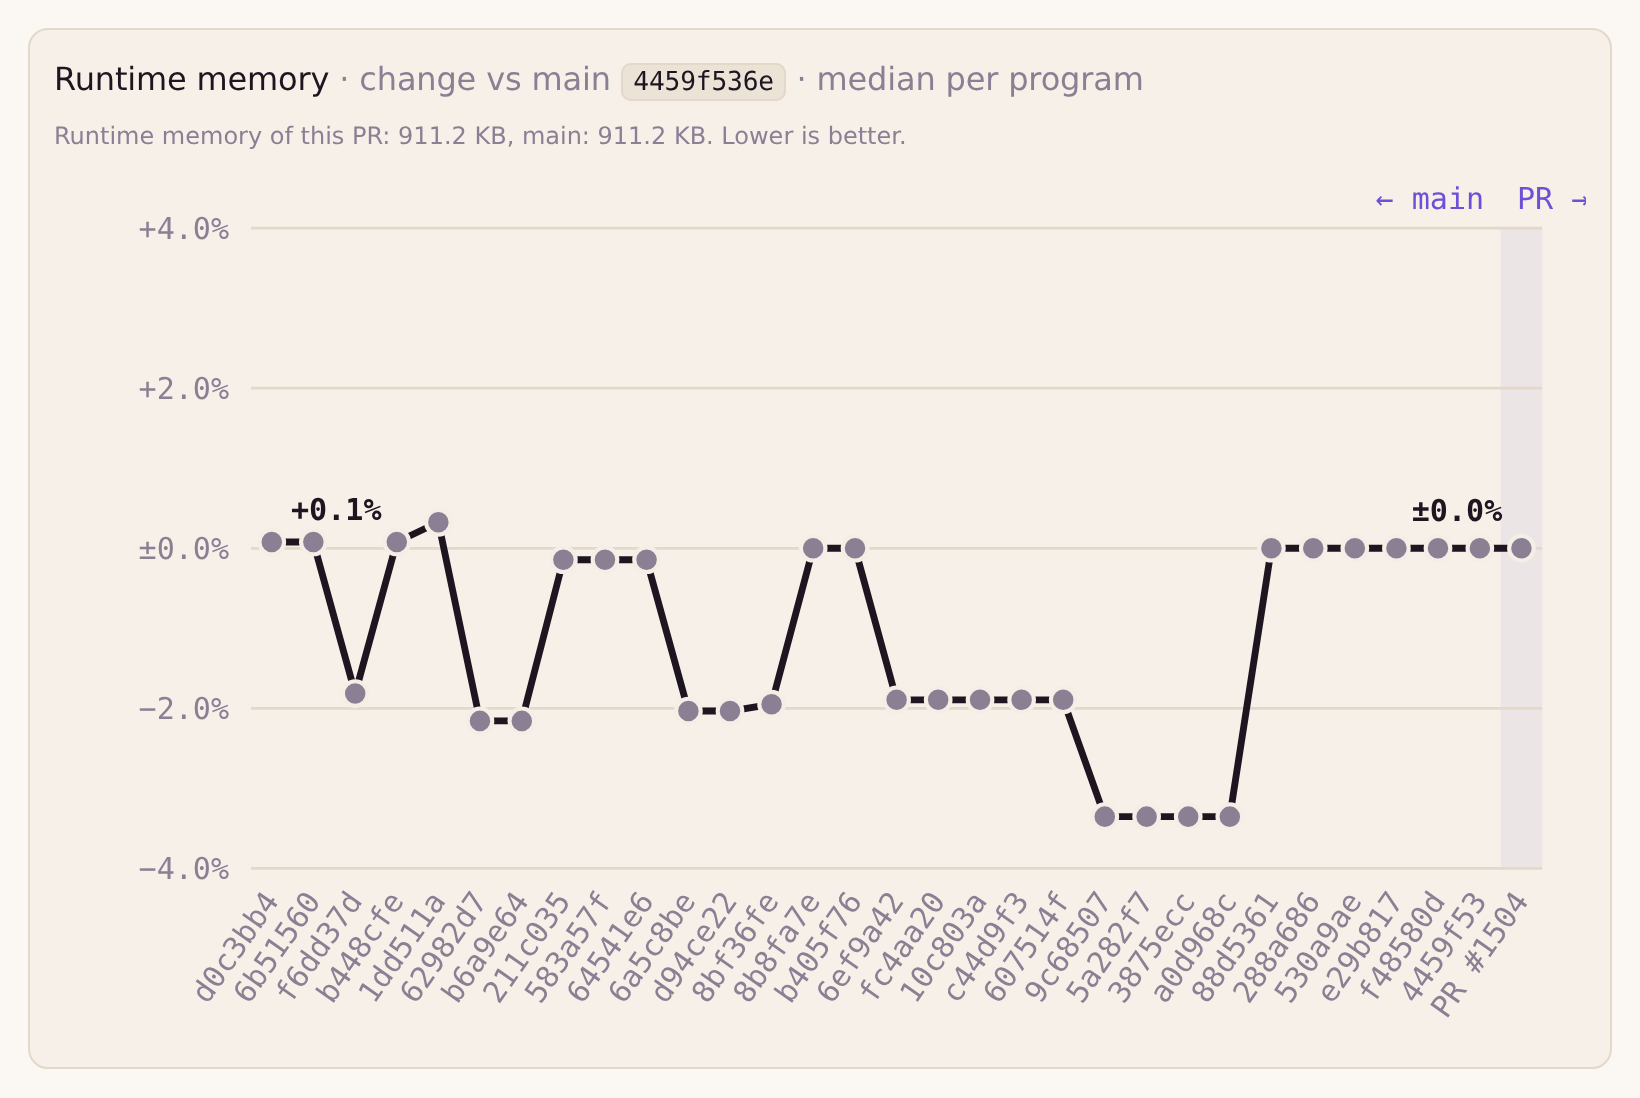 Runtime memory · change vs main 4459f536e · median per program
Runtime memory of this PR: 911.2 KB, main: 911.2 KB. Lower is better.
← main PR →
+4.0%
+2.0%
+0.1%
±0.0%
±0.0%
−2.0%
−4.0%
d0c3bb4
6b51560
f6dd37d
b448cfe
1dd511a
62982d7
b6a9e64
211c035
583a57f
64541e6
6a5c8be
d94ce22
8bf36fe
8b8fa7e
b405f76
6ef9a42
fc4aa20
10c803a
c44d9f3
607514f
9c68507
5a282f7
3875ecc
a0d968c
88d5361
288a686
530a9ae
e29b817
f48580d
4459f53
PR #1504